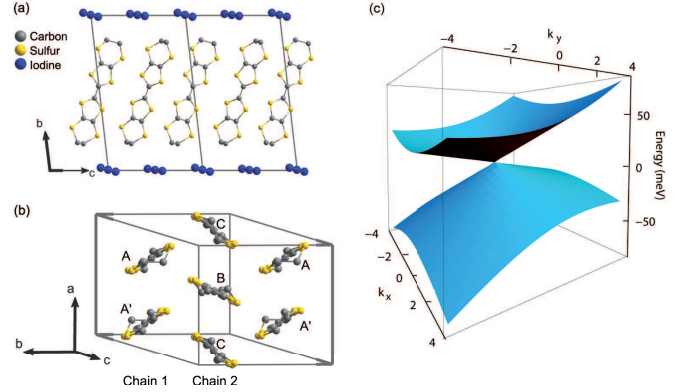 (a)
Carbon
Sulfur
Iodine
b
c
(b)
C
A
A
B
A'
A'
C
a
b
c
Chain 1
Chain 2
(c)
k y
-4
-2
0
2
4
50
0
-50
Energy (meV)
-4
-2
0
2
4
k x